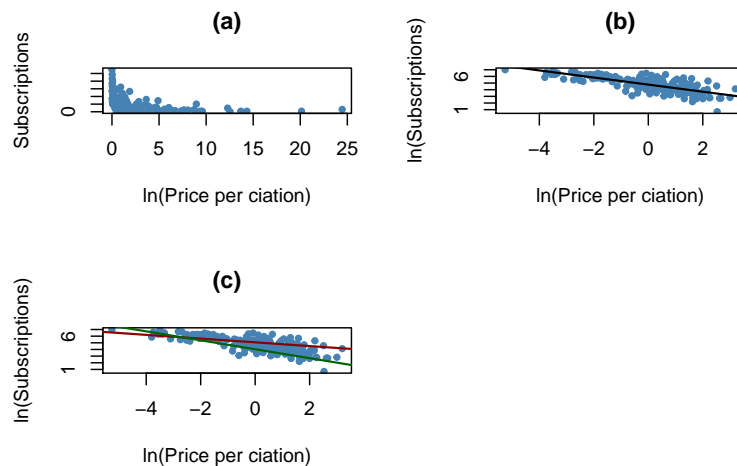 (a)
Subscriptions
0
0 5 10 15 20 25
ln(Price per ciation)
(b)
ln(Subscriptions)
6
1
−4 −2 0 2
ln(Price per ciation)
(c)
ln(Subscriptions)
6
1
−4 −2 0 2
ln(Price per ciation)